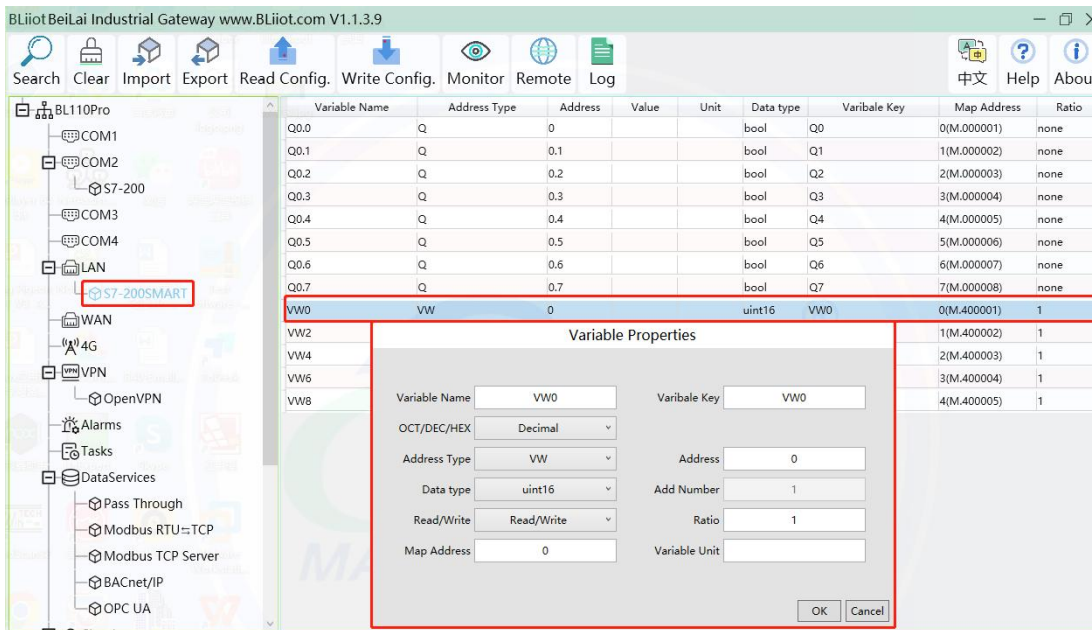 BLiiot BeiLai Industrial Gateway www.BLiiot.com V1.1.3.9
Search Clear Import Export Read Config. Write Config. Monitor Remote Log 中文 Help Abou
BL110Pro
COM1
COM2
S7-200
COM3
COM4
LAN
S7-200SMART
WAN
4G
VPN
OpenVPN
Alarms
Tasks
DataServices
Pass Through
Modbus RTU⇆TCP
Modbus TCP Server
BACnet/IP
OPC UA
Variable Name Address Type Address Value Unit Data type Varibale Key Map Address Ratio
Q0.0 Q 0 bool Q0 0(M.000001) none
Q0.1 Q 0.1 bool Q1 1(M.000002) none
Q0.2 Q 0.2 bool Q2 2(M.000003) none
Q0.3 Q 0.3 bool Q3 3(M.000004) none
Q0.4 Q 0.4 bool Q4 4(M.000005) none
Q0.5 Q 0.5 bool Q5 5(M.000006) none
Q0.6 Q 0.6 bool Q6 6(M.000007) none
Q0.7 Q 0.7 bool Q7 7(M.000008) none
VW0 VW 0 uint16 VW0 0(M.400001) 1
VW2 1(M.400002) 1
VW4 2(M.400003) 1
VW6 3(M.400004) 1
VW8 4(M.400005) 1
Variable Properties
Variable Name VW0 Varibale Key VW0
OCT/DEC/HEX Decimal
Address Type VW Address 0
Data type uint16 Add Number 1
Read/Write Read/Write Ratio 1
Map Address 0 Variable Unit
OK Cancel